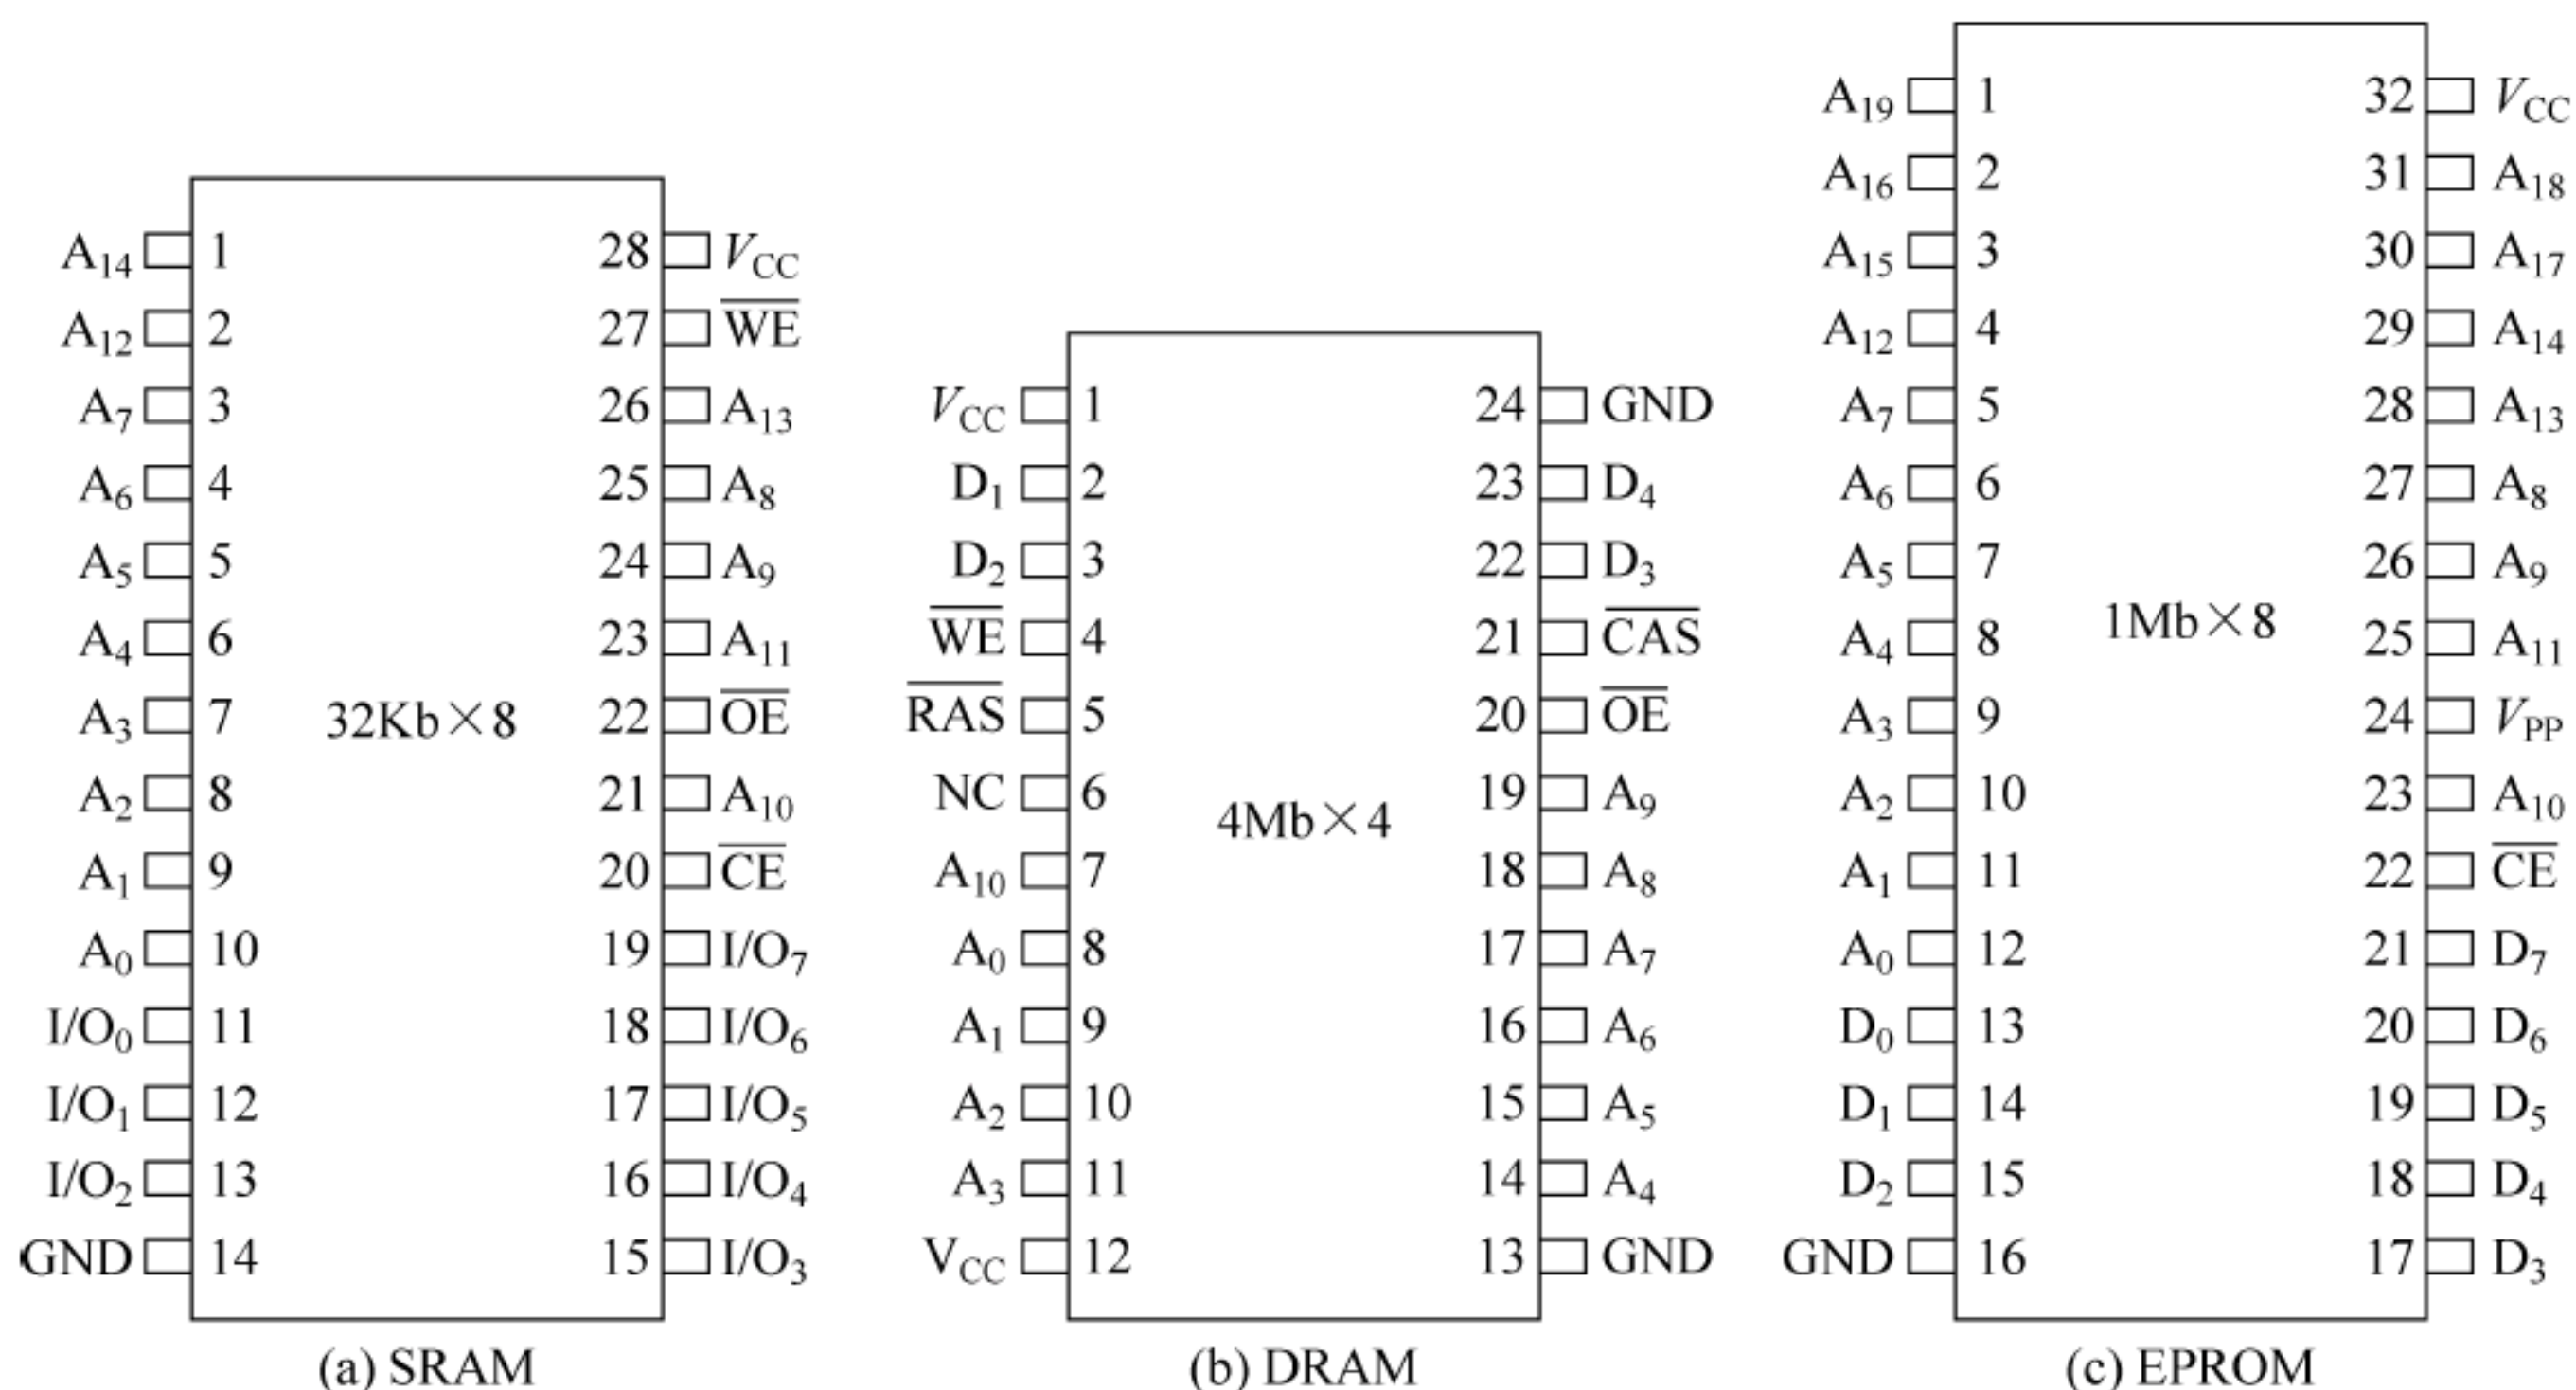 A₁₄ 1 28 VCC
A₁₂ 2 27 W̅E̅
A₇ 3 26 A₁₃
A₆ 4 25 A₈
A₅ 5 24 A₉
A₄ 6 23 A₁₁
A₃ 7 22 O̅E̅
32Kb×8
A₂ 8 21 A₁₀
A₁ 9 20 C̅E̅
A₀ 10 19 I/O₇
I/O₀ 11 18 I/O₆
I/O₁ 12 17 I/O₅
I/O₂ 13 16 I/O₄
GND 14 15 I/O₃
(a) SRAM
VCC 1 24 GND
D₁ 2 23 D₄
D₂ 3 22 D₃
W̅E̅ 4 21 C̅A̅S̅
R̅A̅S̅ 5 20 O̅E̅
NC 6 19 A₉
4Mb×4
A₁₀ 7 18 A₈
A₀ 8 17 A₇
A₁ 9 16 A₆
A₂ 10 15 A₅
A₃ 11 14 A₄
VCC 12 13 GND
(b) DRAM
A₁₉ 1 32 VCC
A₁₆ 2 31 A₁₈
A₁₅ 3 30 A₁₇
A₁₂ 4 29 A₁₄
A₇ 5 28 A₁₃
A₆ 6 27 A₈
A₅ 7 26 A₉
1Mb×8
A₄ 8 25 A₁₁
A₃ 9 24 VPP
A₂ 10 23 A₁₀
A₁ 11 22 C̅E̅
A₀ 12 21 D₇
D₀ 13 20 D₆
D₁ 14 19 D₅
D₂ 15 18 D₄
GND 16 17 D₃
(c) EPROM